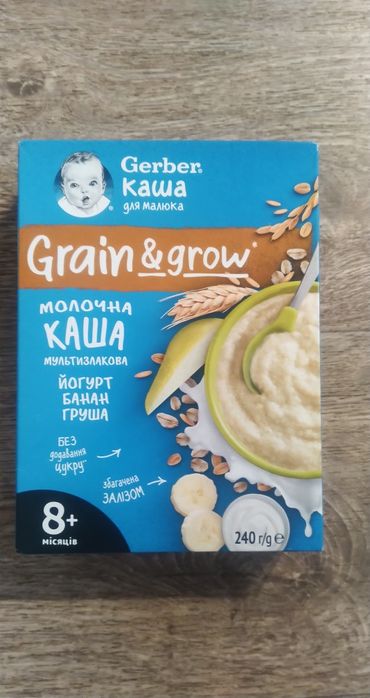 Gerber®
каша
для малюка
Grain & grow*
МОЛОЧНА
КАША
МУЛЬТИЗЛАКОВА
ЙОГУРТ
БАНАН
ГРУША
БЕЗ
додавання
цукру
збагачена
ЗАЛІЗОМ
8+
місяців
240 г/g ℮